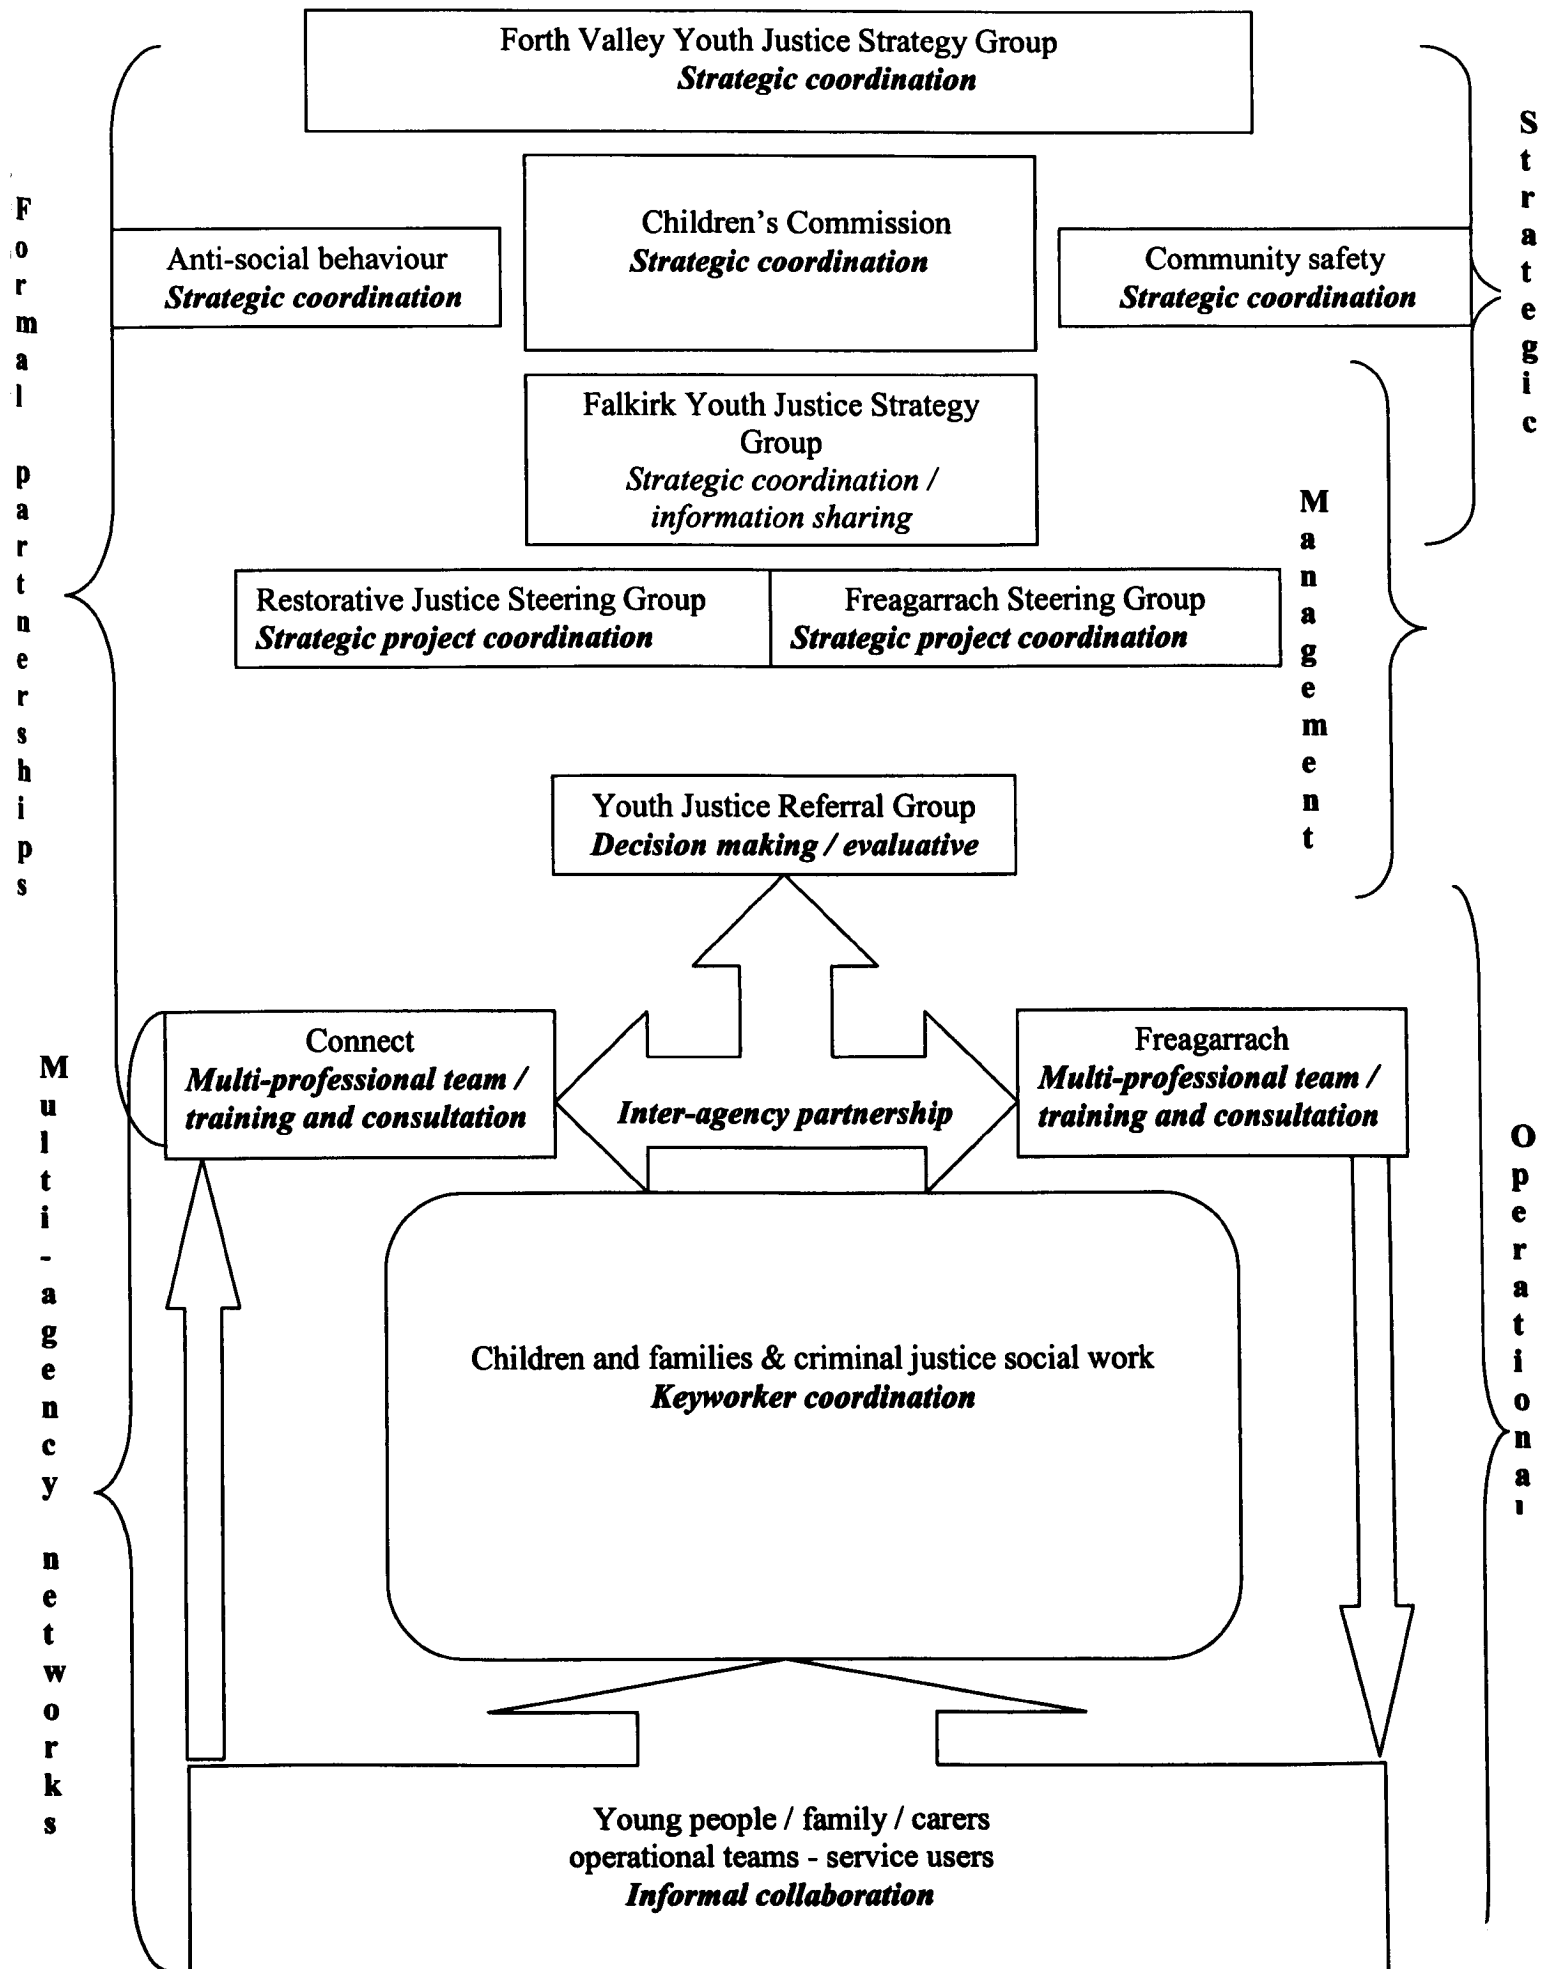 Forth Valley Youth Justice Strategy Group
Strategic coordination
Children's Commission
Strategic coordination
Anti-social behaviour
Strategic coordination
Community safety
Strategic coordination
Falkirk Youth Justice Strategy
Group
Strategic coordination /
information sharing
Restorative Justice Steering Group
Strategic project coordination
Freagarrach Steering Group
Strategic project coordination
Youth Justice Referral Group
Decision making / evaluative
Connect
Multi-professional team /
training and consultation
Inter-agency partnership
Freagarrach
Multi-professional team /
training and consultation
Children and families & criminal justice social work
Keyworker coordination
Young people / family / carers
operational teams - service users
Informal collaboration
Formal partnerships
Multi-agency networks
Strategic
Management
Operational